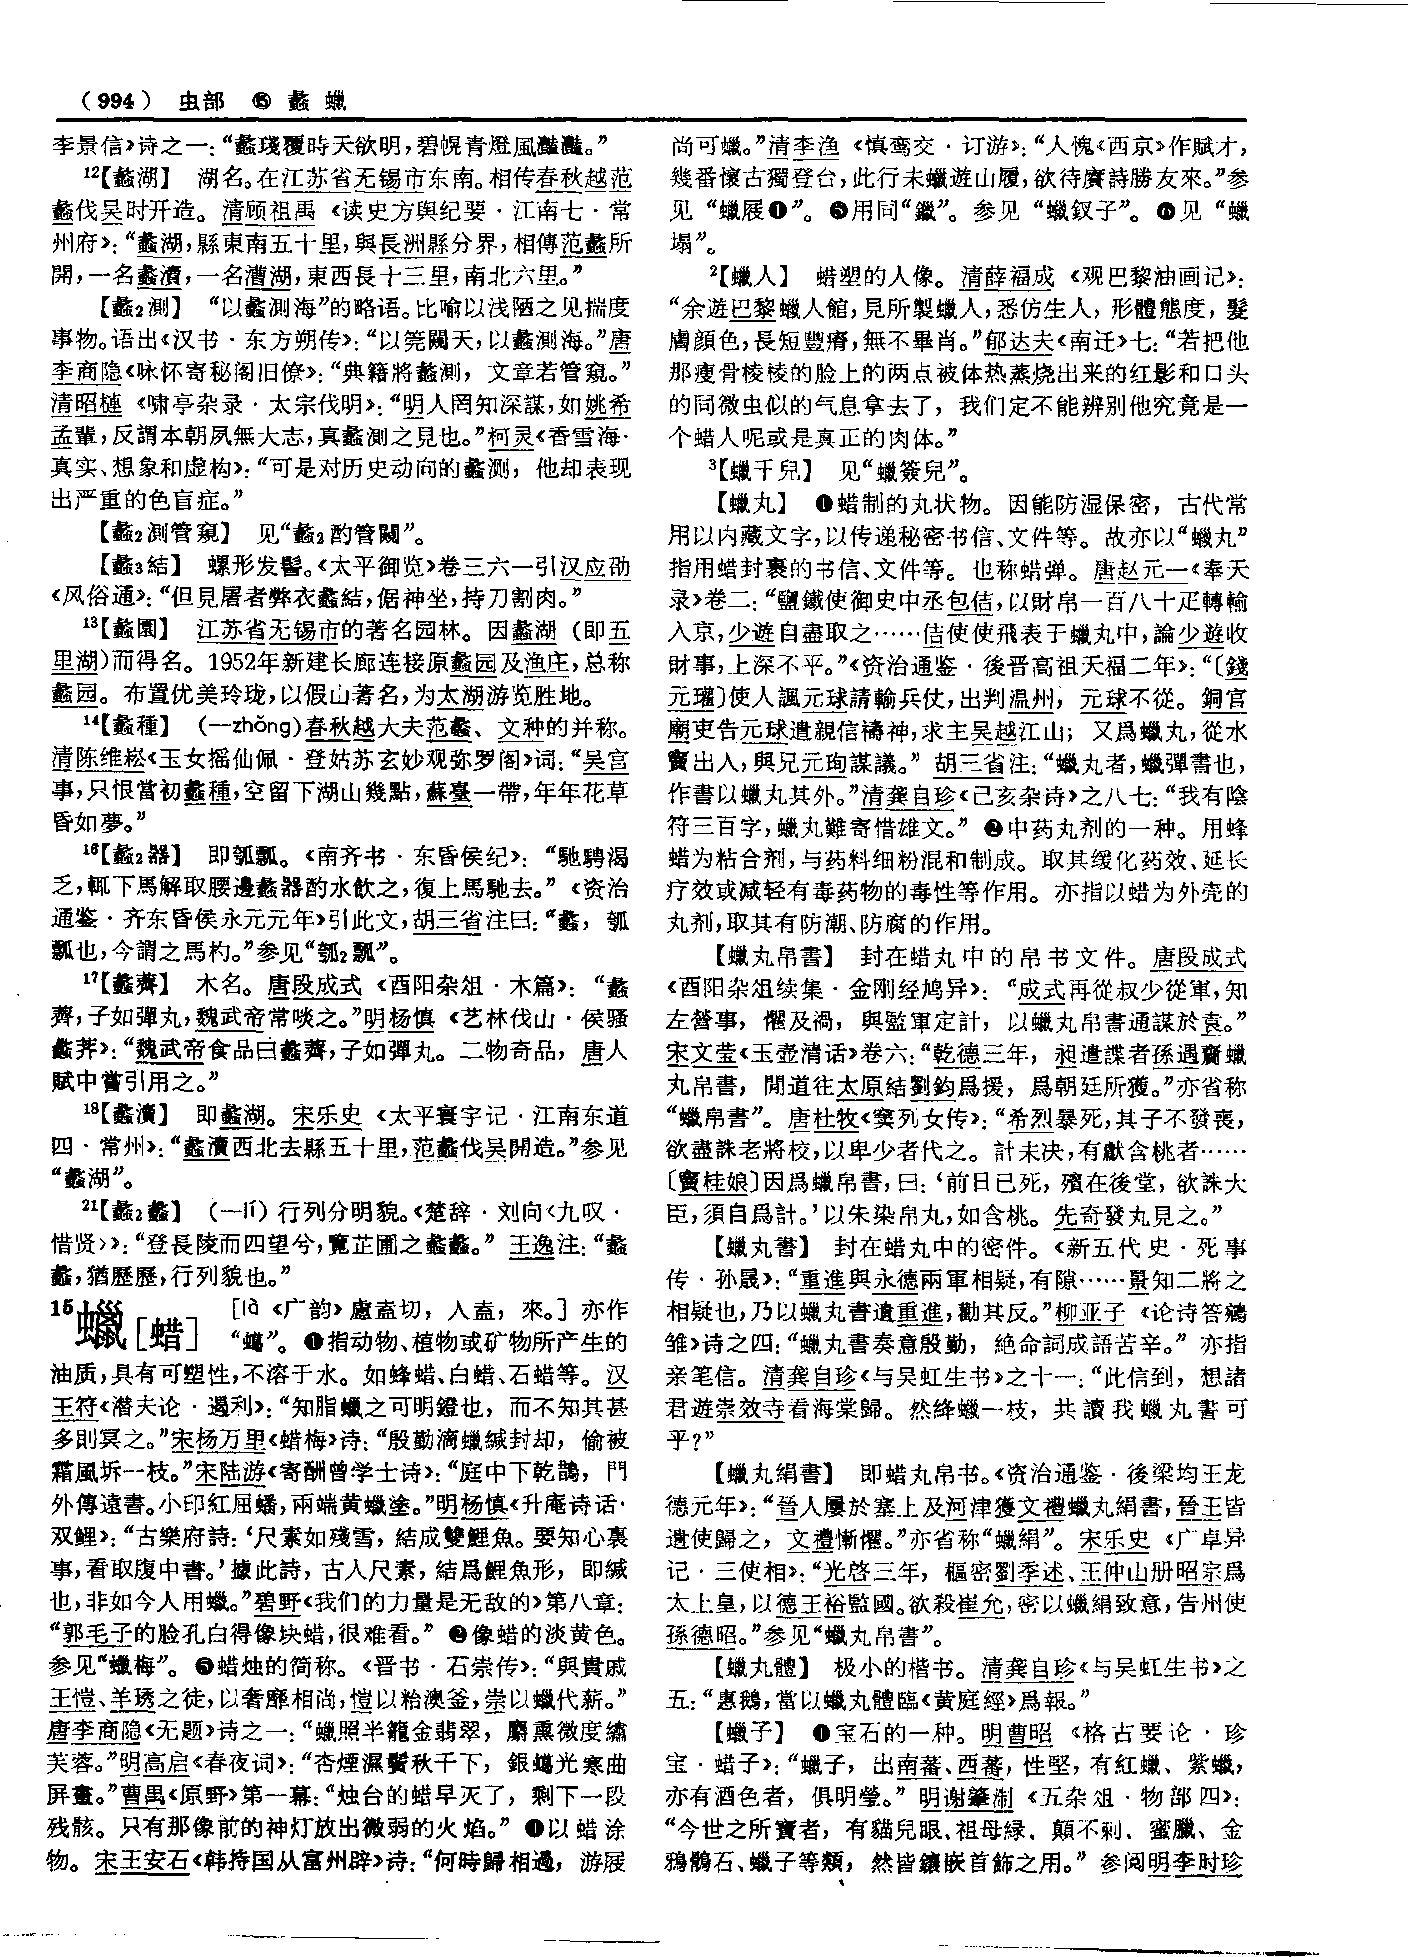 (994) 虫部 ⑮ 蠡 蠟
李景信》诗之一:“蠡琖覆時天欲明,碧幌青燈風灩灩。”
12【蠡湖】 湖名。在江苏省无锡市东南。相传春秋越范
蠡伐吴时开造。清顾祖禹《读史方舆纪要·江南七·常
州府》:“蠡湖,縣東南五十里,與長洲縣分界,相傳范蠡所
開,一名蠡瀆,一名漕湖,東西長十三里,南北六里。”
【蠡2測】 “以蠡測海”的略语。比喻以浅陋之见揣度
事物。语出《汉书·东方朔传》:“以筦闚天,以蠡測海。”唐
李商隐《咏怀寄秘阁旧僚》:“典籍將蠡測,文章若管窺。”
清昭槤《啸亭杂录·太宗伐明》:“明人罔知深謀,如姚希
孟輩,反謂本朝夙無大志,真蠡測之見也。”柯灵《香雪海·
真实、想象和虚构》:“可是对历史动向的蠡测,他却表现
出严重的色盲症。”
【蠡2測管窺】 见“蠡2酌管闚”。
【蠡3結】 螺形发髻。《太平御览》卷三六一引汉应劭
《风俗通》:“但見屠者弊衣蠡結,倨神坐,持刀割肉。”
13【蠡園】 江苏省无锡市的著名园林。因蠡湖(即五
里湖)而得名。1952年新建长廊连接原蠡园及渔庄,总称
蠡园。布置优美玲珑,以假山著名,为太湖游览胜地。
14【蠡種】 (—zhǒng)春秋越大夫范蠡、文种的并称。
清陈维崧《玉女摇仙佩·登姑苏玄妙观弥罗阁》词:“吴宫
事,只恨當初蠡種,空留下湖山幾點,蘇臺一帶,年年花草
昏如夢。”
16【蠡2器】 即瓠瓢。《南齐书·东昏侯纪》:“馳騁渴
乏,輒下馬解取腰邊蠡器酌水飲之,復上馬馳去。”《资治
通鉴·齐东昏侯永元元年》引此文,胡三省注曰:“蠡,瓠
瓢也,今謂之馬杓。”参见“瓠2瓢”。
17【蠡薺】 木名。唐段成式《酉阳杂俎·木篇》:“蠡
薺,子如彈丸,魏武帝常啖之。”明杨慎《艺林伐山·侯骚
蠡荠》:“魏武帝食品曰蠡薺,子如彈丸。二物奇品,唐人
賦中嘗引用之。”
18【蠡瀆】 即蠡湖。宋乐史《太平寰宇记·江南东道
四·常州》:“蠡瀆西北去縣五十里,范蠡伐吴開造。”参见
“蠡湖”。
21【蠡2蠡】 (—lí)行列分明貌。《楚辞·刘向〈九叹·
惜贤〉》:“登長陵而四望兮,覽芷圃之蠡蠡。”王逸注:“蠡
蠡,猶歷歷,行列貌也。”
15蠟[蜡] [là《广韵》盧盍切,入盍,來。]亦作
“蠟”。❶指动物、植物或矿物所产生的
油质,具有可塑性,不溶于水。如蜂蜡、白蜡、石蜡等。汉
王符《潜夫论·遏利》:“知脂蠟之可明鐙也,而不知其甚
多則冥之。”宋杨万里《蜡梅》诗:“殷勤滴蠟緘封却,偷被
霜風拆一枝。”宋陆游《寄酬曾学士诗》:“庭中下乾鵲,門
外傳遠書。小印紅屈蟠,兩端黄蠟塗。”明杨慎《升庵诗话·
双鲤》:“古樂府詩:‘尺素如殘雪,結成雙鯉魚。要知心裏
事,看取腹中書。’據此詩,古人尺素,結爲鯉魚形,即緘
也,非如今人用蠟。”碧野《我们的力量是无敌的》第八章:
“郭毛子的脸孔白得像块蜡,很难看。”❷像蜡的淡黄色。
参见“蠟梅”。❸蜡烛的简称。《晋书·石崇传》:“與貴戚
王愷、羊琇之徒,以奢靡相尚,愷以粭澳釜,崇以蠟代薪。”
唐李商隐《无题》诗之一:“蠟照半籠金翡翠,麝熏微度繡
芙蓉。”明高启《春夜词》:“杏煙濕鬢秋千下,銀蠟光寒曲
屏畫。”曹禺《原野》第一幕:“烛台的蜡早灭了,剩下一段
残骸。只有那像前的神灯放出微弱的火焰。”❹以蜡涂
物。宋王安石《韩持国从富州辟》诗:“何時歸相過,游屐
尚可蠟。”清李渔《慎鸾交·订游》:“人愧《西京》作賦才,
幾番懷古獨登台,此行未蠟遊山履,欲待賡詩勝友來。”参
见“蠟屐❶”。❺用同“鑞”。参见“蠟釵子”。❻见“蠟
塌”。
2【蠟人】 蜡塑的人像。清薛福成《观巴黎油画记》:
“余遊巴黎蠟人館,見所製蠟人,悉仿生人,形體態度,髮
膚顔色,長短豐瘠,無不畢肖。”郁达夫《南迁》七:“若把他
那瘦骨棱棱的脸上的两点被体热蒸烧出来的红影和口头
的同微虫似的气息拿去了,我们定不能辨别他究竟是一
个蜡人呢或是真正的肉体。”
3【蠟干兒】 见“蠟簽兒”。
【蠟丸】 ❶蜡制的丸状物。因能防湿保密,古代常
用以内藏文字,以传递秘密书信、文件等。故亦以“蠟丸”
指用蜡封裹的书信、文件等。也称蜡弹。唐赵元一《奉天
录》卷二:“鹽鐵使御史中丞包佶,以財帛一百八十疋轉輸
入京,少遊自盡取之……佶使使飛表于蠟丸中,論少遊收
財事,上深不平。”《资治通鉴·後晋高祖天福二年》:“〔錢
元瓘〕使人諷元球請輸兵仗,出判温州,元球不從。銅官
廟吏告元球遣親信禱神,求主吴越江山;又爲蠟丸,從水
竇出入,與兄元珦謀議。”胡三省注:“蠟丸者,蠟彈書也,
作書以蠟丸其外。”清龚自珍《己亥杂诗》之八七:“我有陰
符三百字,蠟丸難寄惜雄文。”❷中药丸剂的一种。用蜂
蜡为粘合剂,与药料细粉混和制成。取其缓化药效、延长
疗效或减轻有毒药物的毒性等作用。亦指以蜡为外壳的
丸剂,取其有防潮、防腐的作用。
【蠟丸帛書】 封在蜡丸中的帛书文件。唐段成式
《酉阳杂俎续集·金刚经鸠异》:“成式再從叔少從軍,知
左營事,懼及禍,與監軍定計,以蠟丸帛書通謀於袁。”
宋文莹《玉壶清话》卷六:“乾德三年,昶遣諜者孫遇齎蠟
丸帛書,間道往太原結劉鈞爲援,爲朝廷所獲。”亦省称
“蠟帛書”。唐杜牧《窦列女传》:“希烈暴死,其子不發喪,
欲盡誅老將校,以卑少者代之。計未决,有獻含桃者……
〔竇桂娘〕因爲蠟帛書,曰:‘前日已死,殯在後堂,欲誅大
臣,須自爲計。’以朱染帛丸,如含桃。先奇發丸見之。”
【蠟丸書】 封在蜡丸中的密件。《新五代史·死事
传·孙晟》:“重進與永德兩軍相疑,有隙……景知二將之
相疑也,乃以蠟丸書遺重進,勸其反。”柳亚子《论诗答鵷
雏》诗之四:“蠟丸書奏意殷勤,絶命詞成語苦辛。”亦指
亲笔信。清龚自珍《与吴虹生书》之十一:“此信到,想諸
君遊崇效寺看海棠歸。然絳蠟一枝,共讀我蠟丸書可
乎?”
【蠟丸絹書】 即蜡丸帛书。《资治通鉴·後梁均王龙
德元年》:“晉人屢於塞上及河津獲文禮蠟丸絹書,晉王皆
遣使歸之,文禮慚懼。”亦省称“蠟絹”。宋乐史《广卓异
记·三使相》:“光啓三年,樞密劉季述、王仲山册昭宗爲
太上皇,以德王裕監國。欲殺崔允,密以蠟絹致意,告州使
孫德昭。”参见“蠟丸帛書”。
【蠟丸體】 极小的楷书。清龚自珍《与吴虹生书》之
五:“惠鵝,當以蠟丸體臨《黄庭經》爲報。”
【蠟子】 ❶宝石的一种。明曹昭《格古要论·珍
宝·蜡子》:“蠟子,出南蕃、西蕃,性堅,有紅蠟、紫蠟,
亦有酒色者,俱明瑩。”明谢肇淛《五杂俎·物部四》:
“今世之所寶者,有貓兒眼、祖母緑、顛不剌、蜜臘、金
鴉鶻石、蠟子等類,然皆鑲嵌首飾之用。”参阅明李时珍